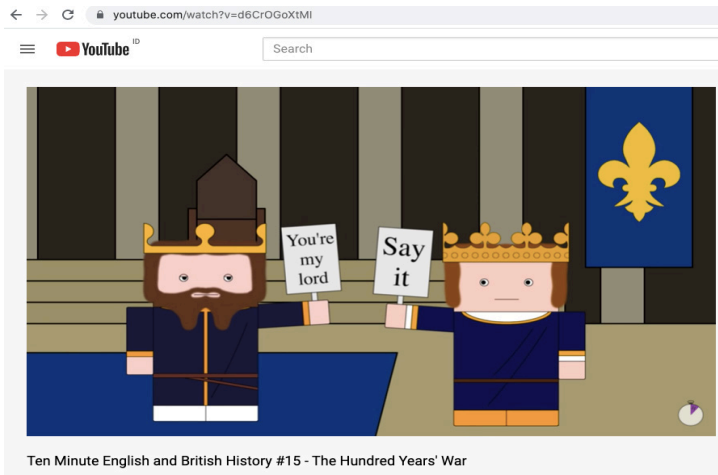 youtube.com/watch?v=d6CrOGoXtMI
YouTube ID
Search
You're
my
lord
Say
it
Ten Minute English and British History #15 - The Hundred Years' War